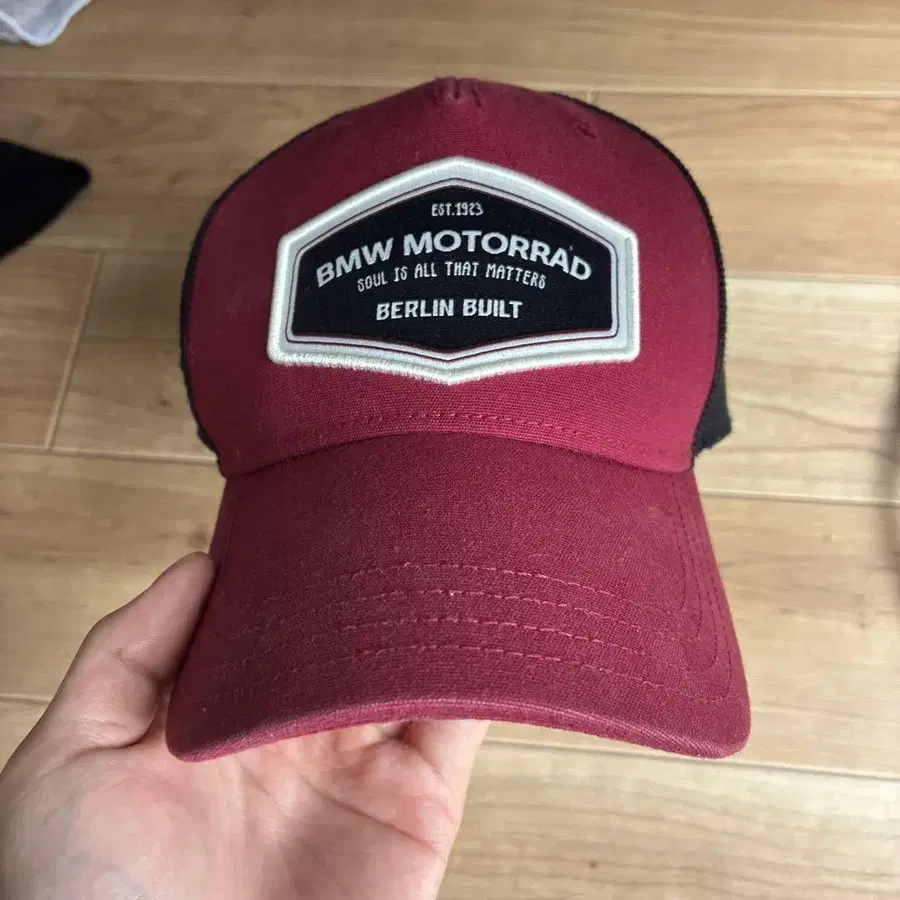 EST.1923
BMW MOTORRAD
SOUL IS ALL THAT MATTERS
BERLIN BUILT